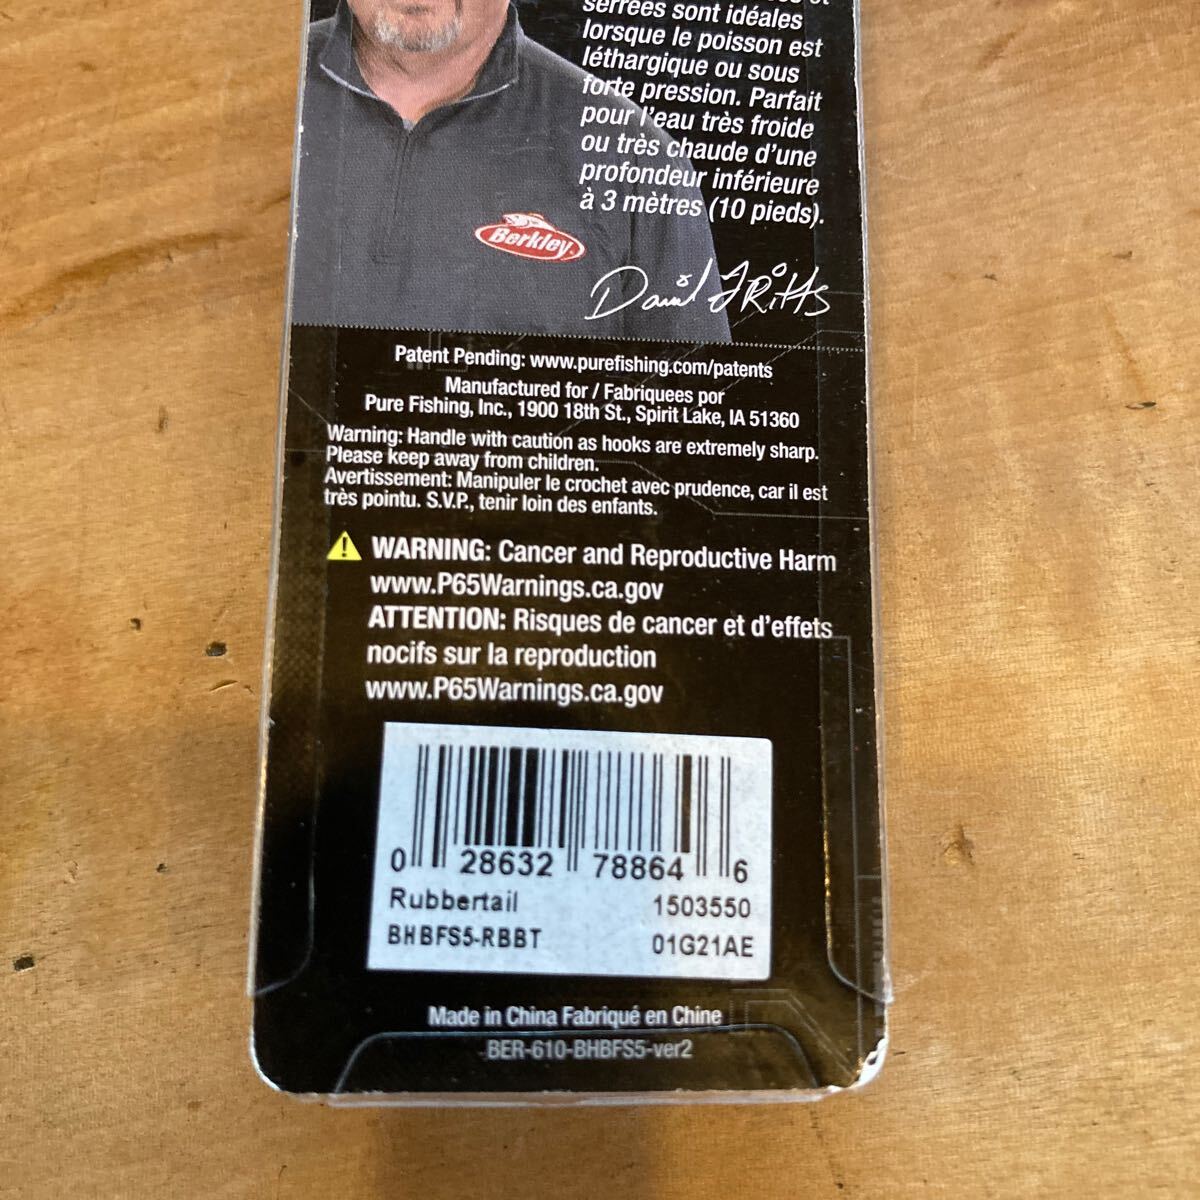 serrées sont idéales
lorsque le poisson est
léthargique ou sous
forte pression. Parfait
pour l'eau très froide
ou très chaude d'une
profondeur inférieure
à 3 mètres (10 pieds).
Berkley
David Fritts
Patent Pending: www.purefishing.com/patents
Manufactured for / Fabriquees por
Pure Fishing, Inc., 1900 18th St., Spirit Lake, IA 51360
Warning: Handle with caution as hooks are extremely sharp.
Please keep away from children.
Avertissement: Manipuler le crochet avec prudence, car il est
très pointu. S.V.P., tenir loin des enfants.
WARNING: Cancer and Reproductive Harm
www.P65Warnings.ca.gov
ATTENTION: Risques de cancer et d'effets
nocifs sur la reproduction
www.P65Warnings.ca.gov
0 28632 78864 6
Rubbertail 1503550
BHBFS5-RBBT 01G21AE
Made in China Fabriqué en Chine
BER-610-BHBFS5-ver2